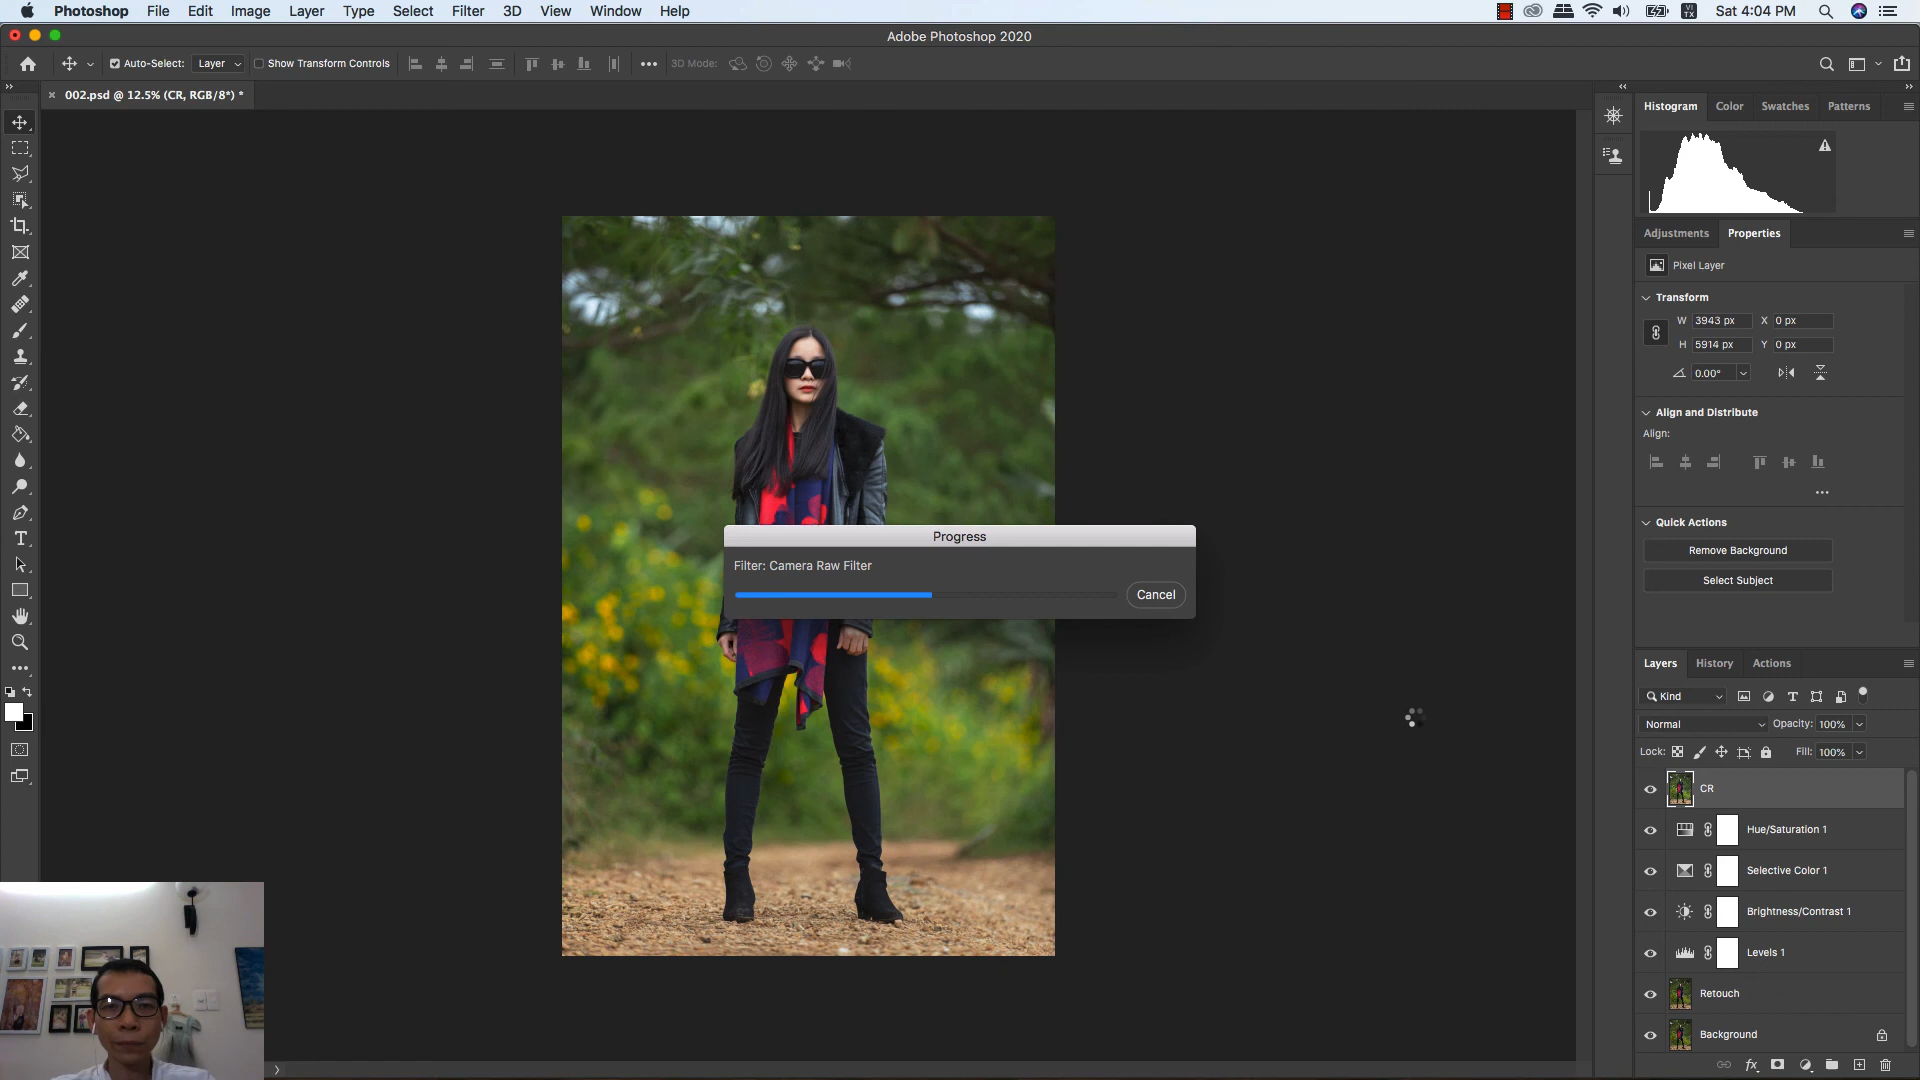 Photoshop File Edit Image Layer Type Select Filter 3D View Window Help
VI TX Sat 4:04 PM
Adobe Photoshop 2020
Auto-Select: Layer Show Transform Controls 3D Mode:
002.psd @ 12.5% (CR, RGB/8*) *
Histogram Color Swatches Patterns
Adjustments Properties
Pixel Layer
Transform
W 3943 px X 0 px
H 5914 px Y 0 px
0.00°
Align and Distribute
Align:
Quick Actions
Remove Background
Select Subject
Progress
Filter: Camera Raw Filter
Cancel
Layers History Actions
Kind
Normal Opacity: 100%
Lock: Fill: 100%
CR
Hue/Saturation 1
Selective Color 1
Brightness/Contrast 1
Levels 1
Retouch
Background
fx